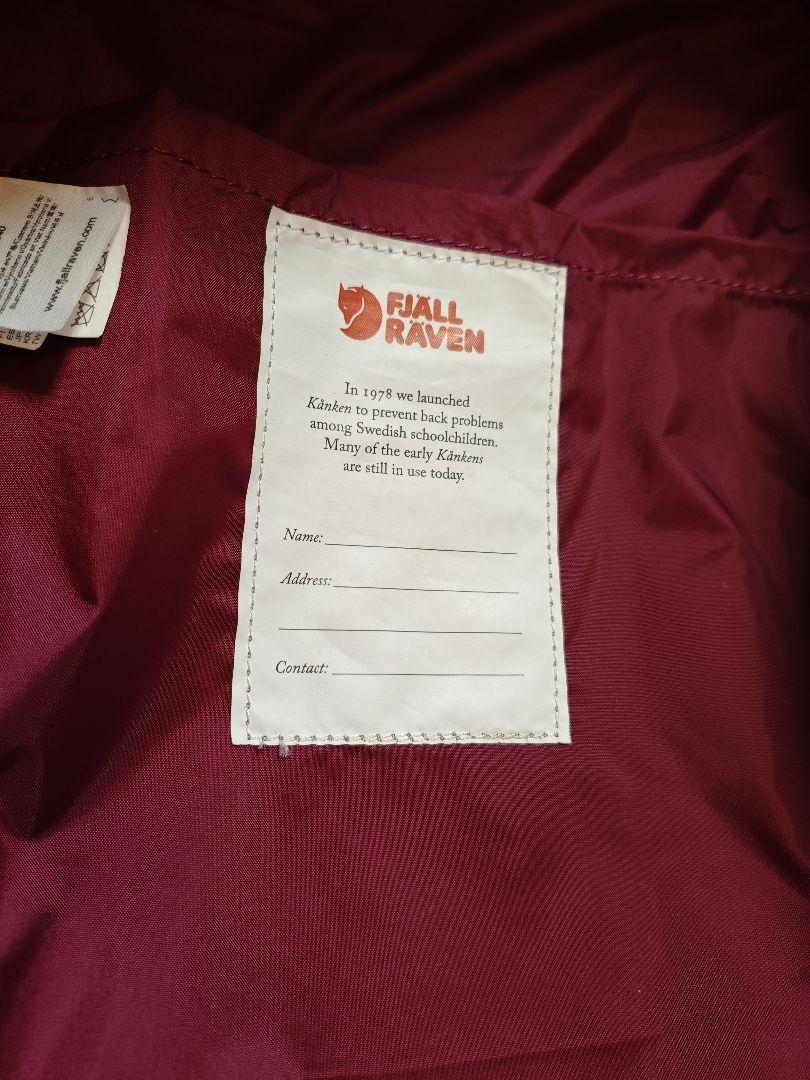 FJÄLL
RÄVEN
In 1978 we launched
Kånken to prevent back problems
among Swedish schoolchildren.
Many of the early Kånkens
are still in use today.
Name:
Address:
Contact:
www.fjallraven.com